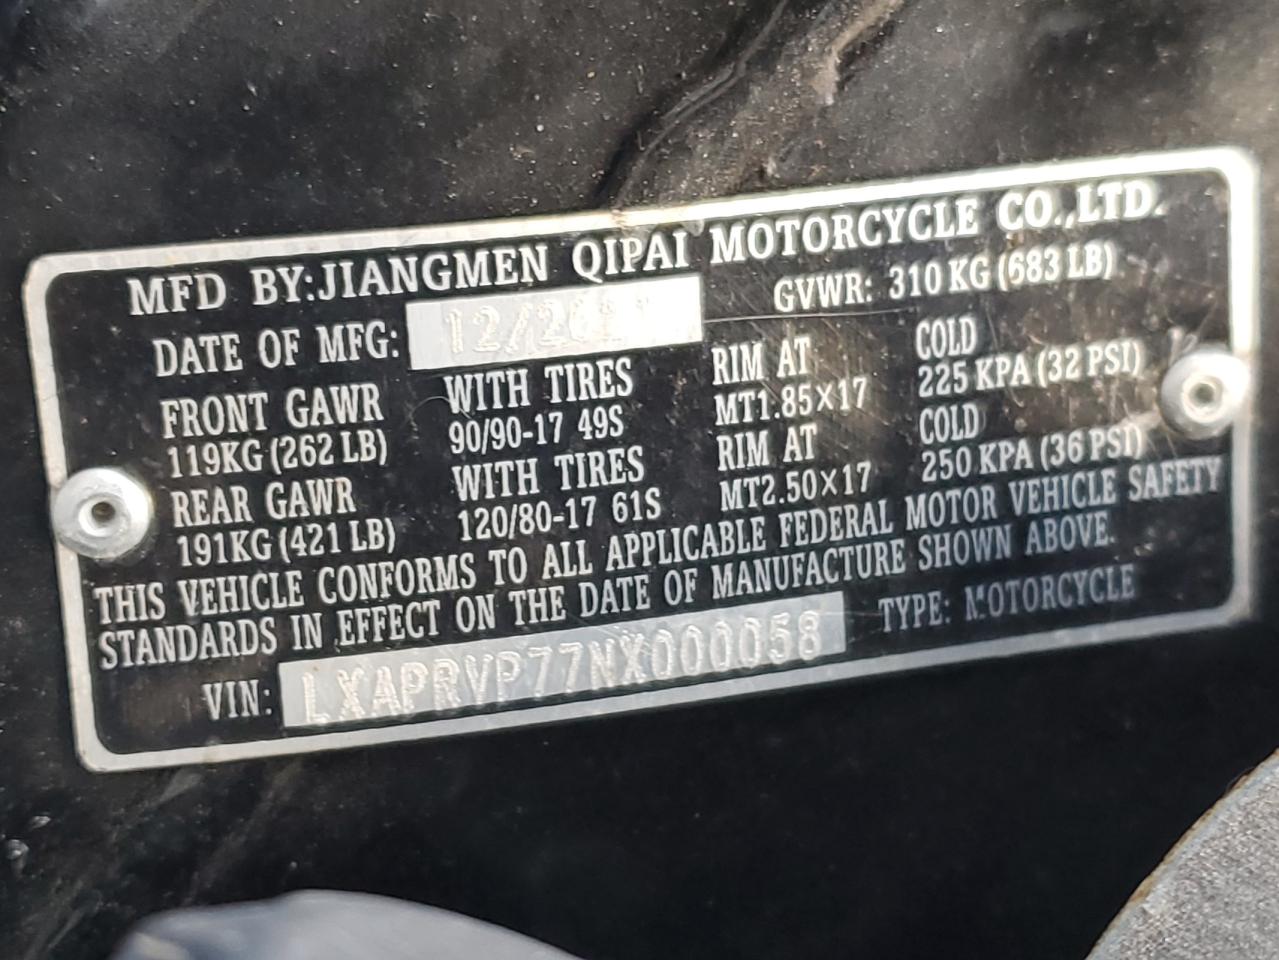 MFD BY:JIANGMEN QIPAI MOTORCYCLE CO.,LTD.
DATE OF MFG: GVWR: 310 KG (683 LB)
FRONT GAWR WITH TIRES RIM AT COLD
119KG (262 LB) 90/90-17 49S MT1.85×17 225 KPA (32 PSI)
REAR GAWR WITH TIRES RIM AT COLD
191KG (421 LB) 120/80-17 61S MT2.50×17 250 KPA (36 PSI)
THIS VEHICLE CONFORMS TO ALL APPLICABLE FEDERAL MOTOR VEHICLE SAFETY
STANDARDS IN EFFECT ON THE DATE OF MANUFACTURE SHOWN ABOVE.
VIN: LXAPRVP77NX000058 TYPE: MOTORCYCLE